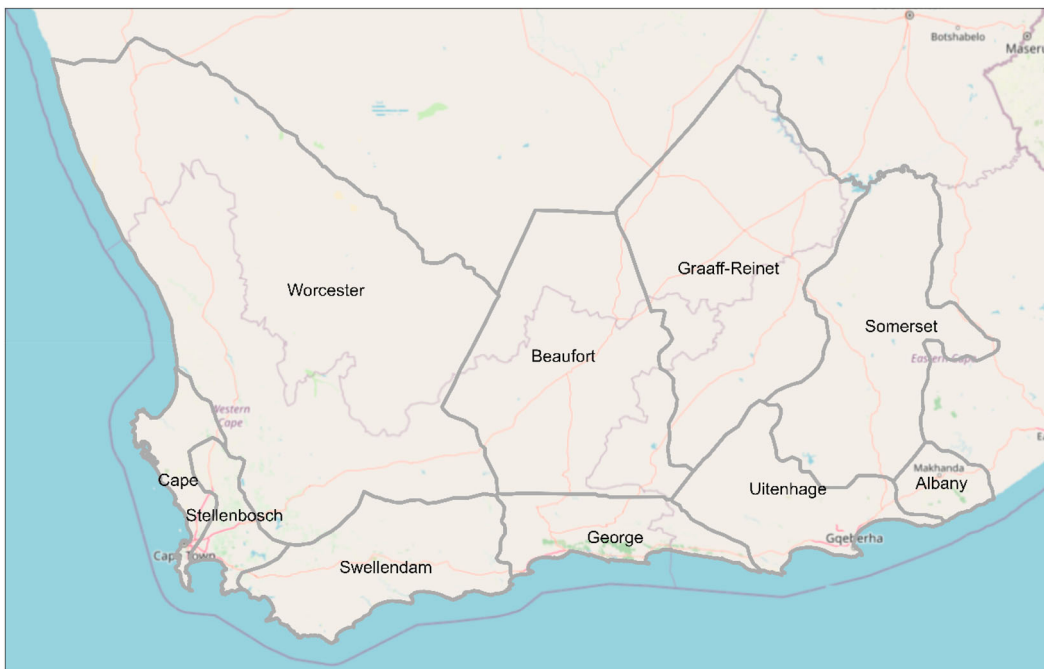 Botshabelo
Maseru
Graaff-Reinet
Worcester
Somerset
Beaufort
Eastern Cape
Western
Cape
Makhanda
Cape
Albany
Uitenhage
Stellenbosch
George
Gqeberha
Cape Town
Swellendam